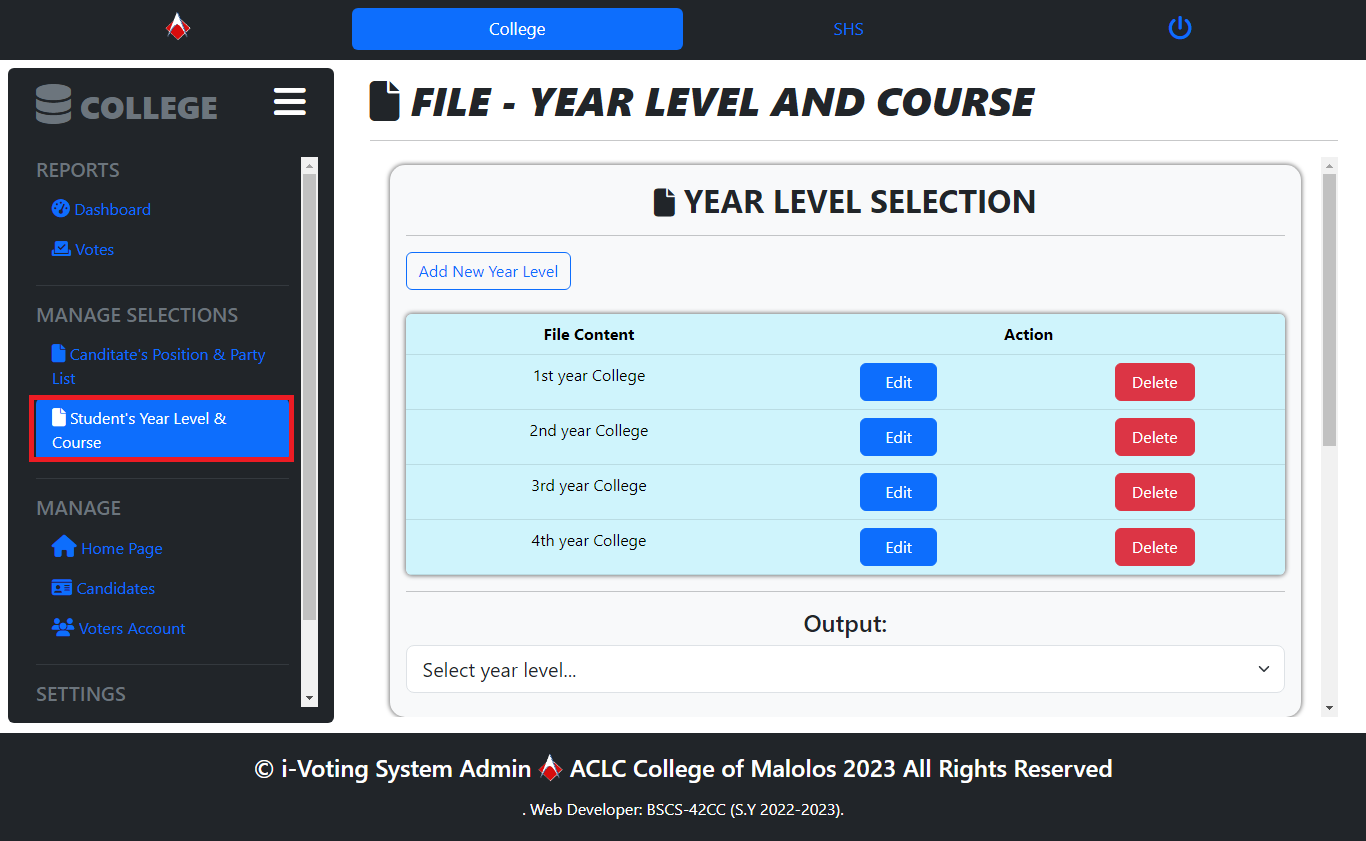 College
SHS
COLLEGE
REPORTS
Dashboard
Votes
MANAGE SELECTIONS
Canditate's Position & Party
List
Student's Year Level &
Course
MANAGE
Home Page
Candidates
Voters Account
SETTINGS
FILE - YEAR LEVEL AND COURSE
YEAR LEVEL SELECTION
Add New Year Level
File Content Action
1st year College Edit Delete
2nd year College Edit Delete
3rd year College Edit Delete
4th year College Edit Delete
Output:
Select year level...
© i-Voting System Admin ACLC College of Malolos 2023 All Rights Reserved
. Web Developer: BSCS-42CC (S.Y 2022-2023).